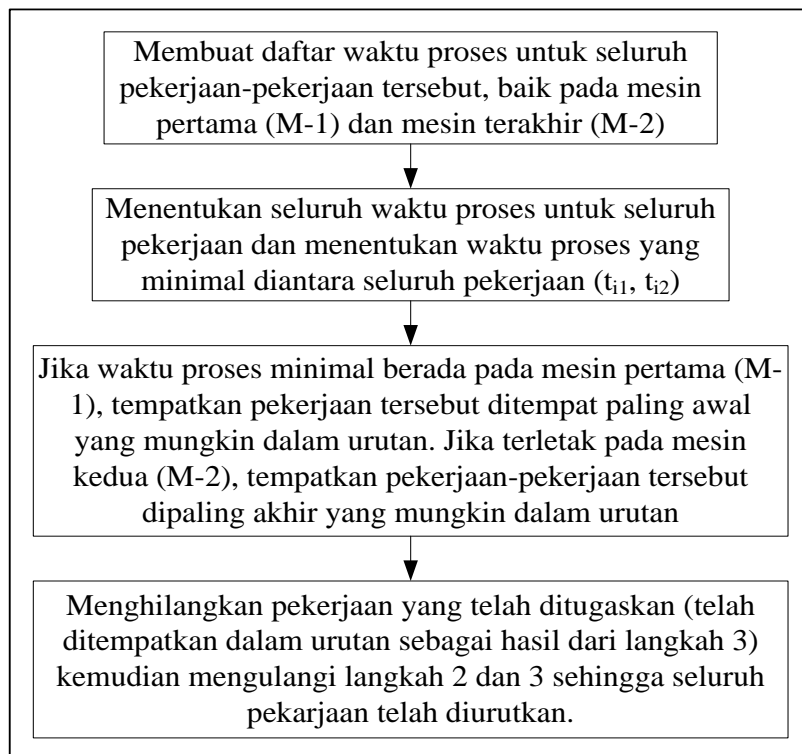 Membuat daftar waktu proses untuk seluruh
pekerjaan-pekerjaan tersebut, baik pada mesin
pertama (M-1) dan mesin terakhir (M-2)
Menentukan seluruh waktu proses untuk seluruh
pekerjaan dan menentukan waktu proses yang
minimal diantara seluruh pekerjaan (ti1, ti2)
Jika waktu proses minimal berada pada mesin pertama (M-
1), tempatkan pekerjaan tersebut ditempat paling awal
yang mungkin dalam urutan. Jika terletak pada mesin
kedua (M-2), tempatkan pekerjaan-pekerjaan tersebut
dipaling akhir yang mungkin dalam urutan
Menghilangkan pekerjaan yang telah ditugaskan (telah
ditempatkan dalam urutan sebagai hasil dari langkah 3)
kemudian mengulangi langkah 2 dan 3 sehingga seluruh
pekarjaan telah diurutkan.